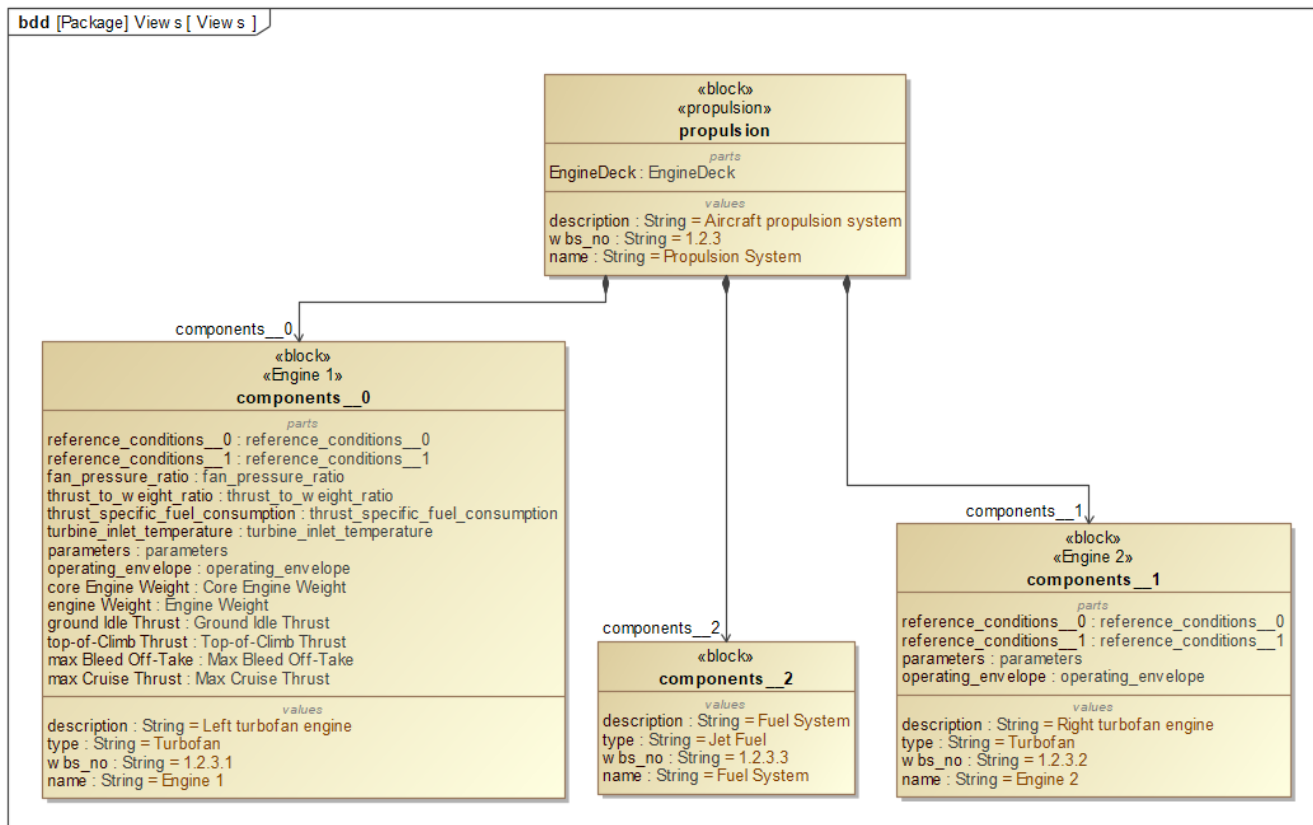 bdd [Package] Views [ Views ]
«block»
«propulsion»
propulsion
parts
EngineDeck : EngineDeck
values
description : String = Aircraft propulsion system
wbs_no : String = 1.2.3
name : String = Propulsion System
components__0
«block»
«Engine 1»
components__0
parts
reference_conditions__0 : reference_conditions__0
reference_conditions__1 : reference_conditions__1
fan_pressure_ratio : fan_pressure_ratio
thrust_to_weight_ratio : thrust_to_weight_ratio
thrust_specific_fuel_consumption : thrust_specific_fuel_consumption
turbine_inlet_temperature : turbine_inlet_temperature
parameters : parameters
operating_envelope : operating_envelope
core Engine Weight : Core Engine Weight
engine Weight : Engine Weight
ground Idle Thrust : Ground Idle Thrust
top-of-Climb Thrust : Top-of-Climb Thrust
max Bleed Off-Take : Max Bleed Off-Take
max Cruise Thrust : Max Cruise Thrust
values
description : String = Left turbofan engine
type : String = Turbofan
wbs_no : String = 1.2.3.1
name : String = Engine 1
components__2
«block»
components__2
values
description : String = Fuel System
type : String = Jet Fuel
wbs_no : String = 1.2.3.3
name : String = Fuel System
components__1
«block»
«Engine 2»
components__1
parts
reference_conditions__0 : reference_conditions__0
reference_conditions__1 : reference_conditions__1
parameters : parameters
operating_envelope : operating_envelope
values
description : String = Right turbofan engine
type : String = Turbofan
wbs_no : String = 1.2.3.2
name : String = Engine 2